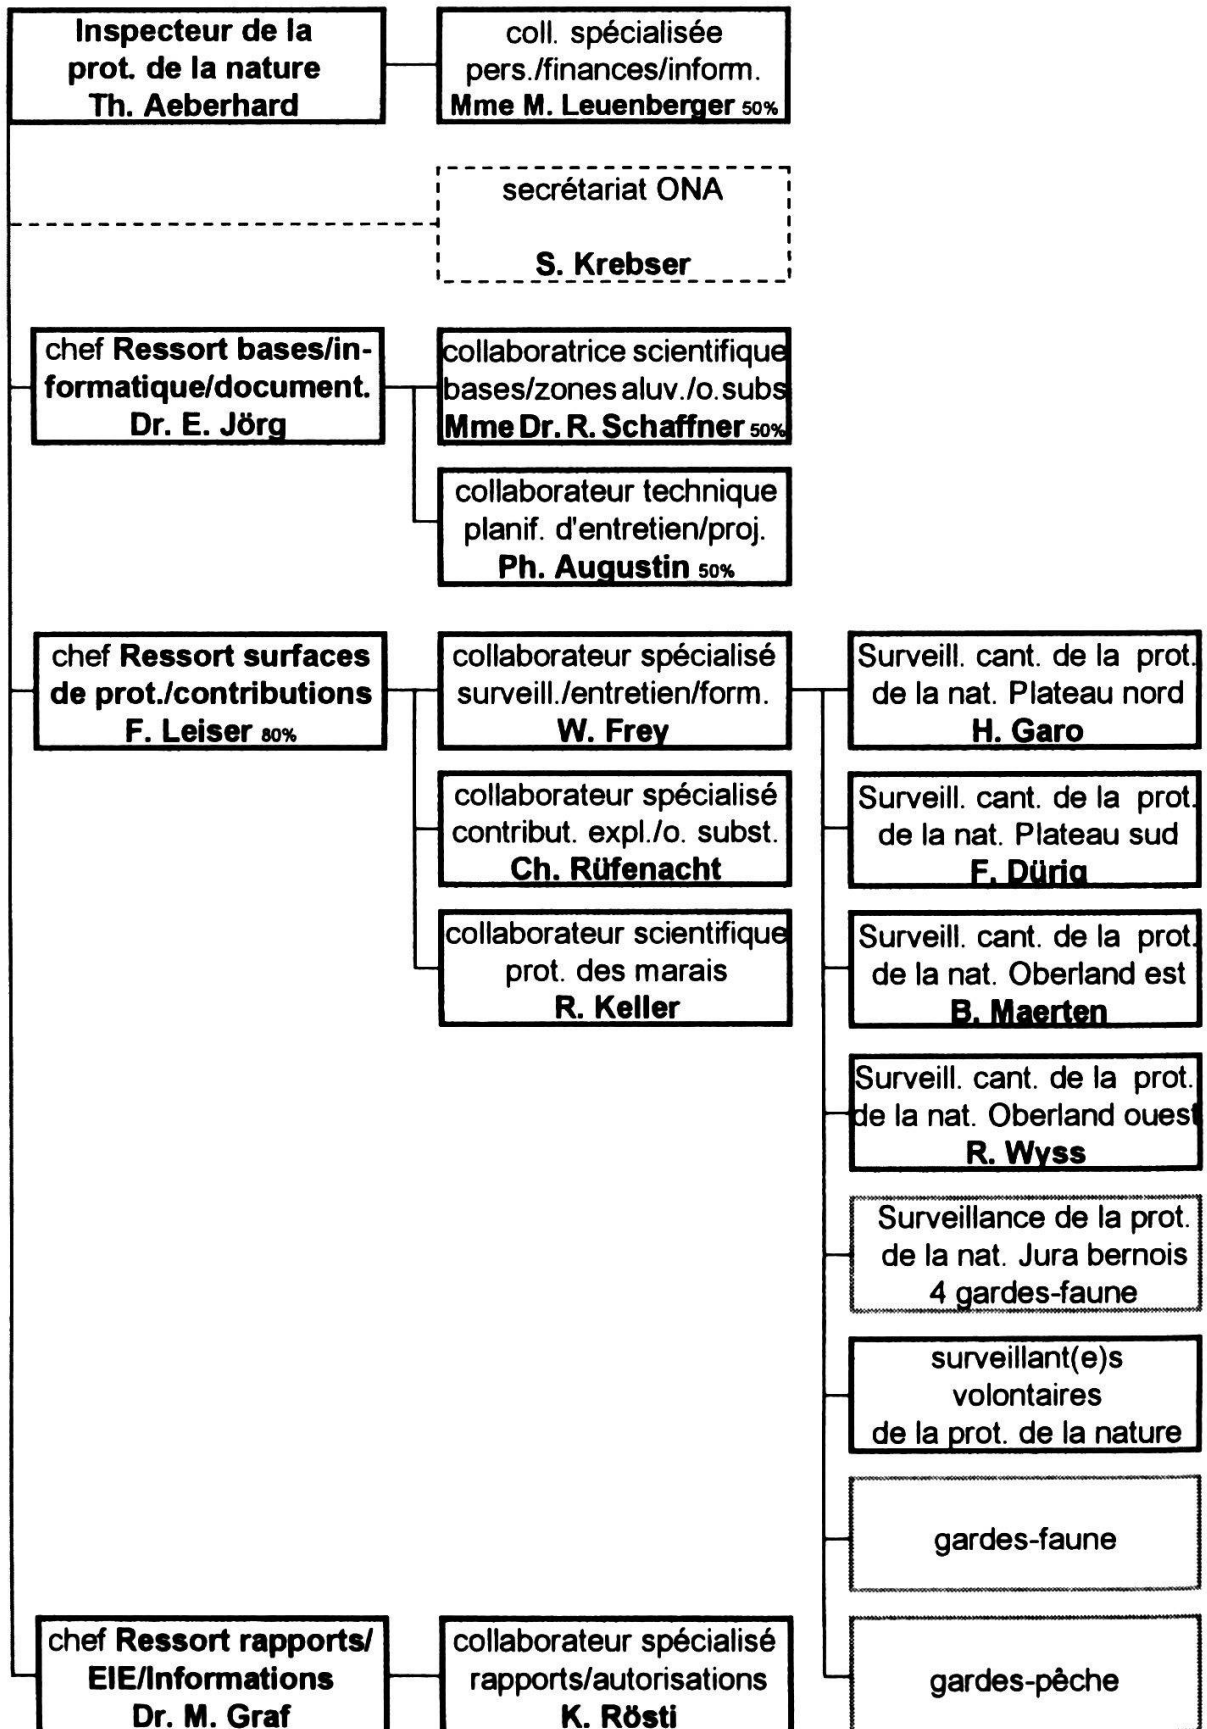 Inspecteur de la
prot. de la nature
Th. Aeberhard
coll. spécialisée
pers./finances/inform.
Mme M. Leuenberger 50%
secrétariat ONA
S. Krebser
chef Ressort bases/in-
formatique/document.
Dr. E. Jörg
collaboratrice scientifique
bases/zones aluv./o.subs
Mme Dr. R. Schaffner 50%
collaborateur technique
planif. d'entretien/proj.
Ph. Augustin 50%
chef Ressort surfaces
de prot./contributions
F. Leiser 80%
collaborateur spécialisé
surveill./entretien/form.
W. Frey
Surveill. cant. de la prot.
de la nat. Plateau nord
H. Garo
collaborateur spécialisé
contribut. expl./o. subst.
Ch. Rüfenacht
Surveill. cant. de la prot.
de la nat. Plateau sud
F. Dürig
collaborateur scientifique
prot. des marais
R. Keller
Surveill. cant. de la prot.
de la nat. Oberland est
B. Maerten
Surveill. cant. de la prot.
de la nat. Oberland ouest
R. Wyss
Surveillance de la prot.
de la nat. Jura bernois
4 gardes-faune
surveillant(e)s
volontaires
de la prot. de la nature
gardes-faune
chef Ressort rapports/
EIE/Informations
Dr. M. Graf
collaborateur spécialisé
rapports/autorisations
K. Rösti
gardes-pêche